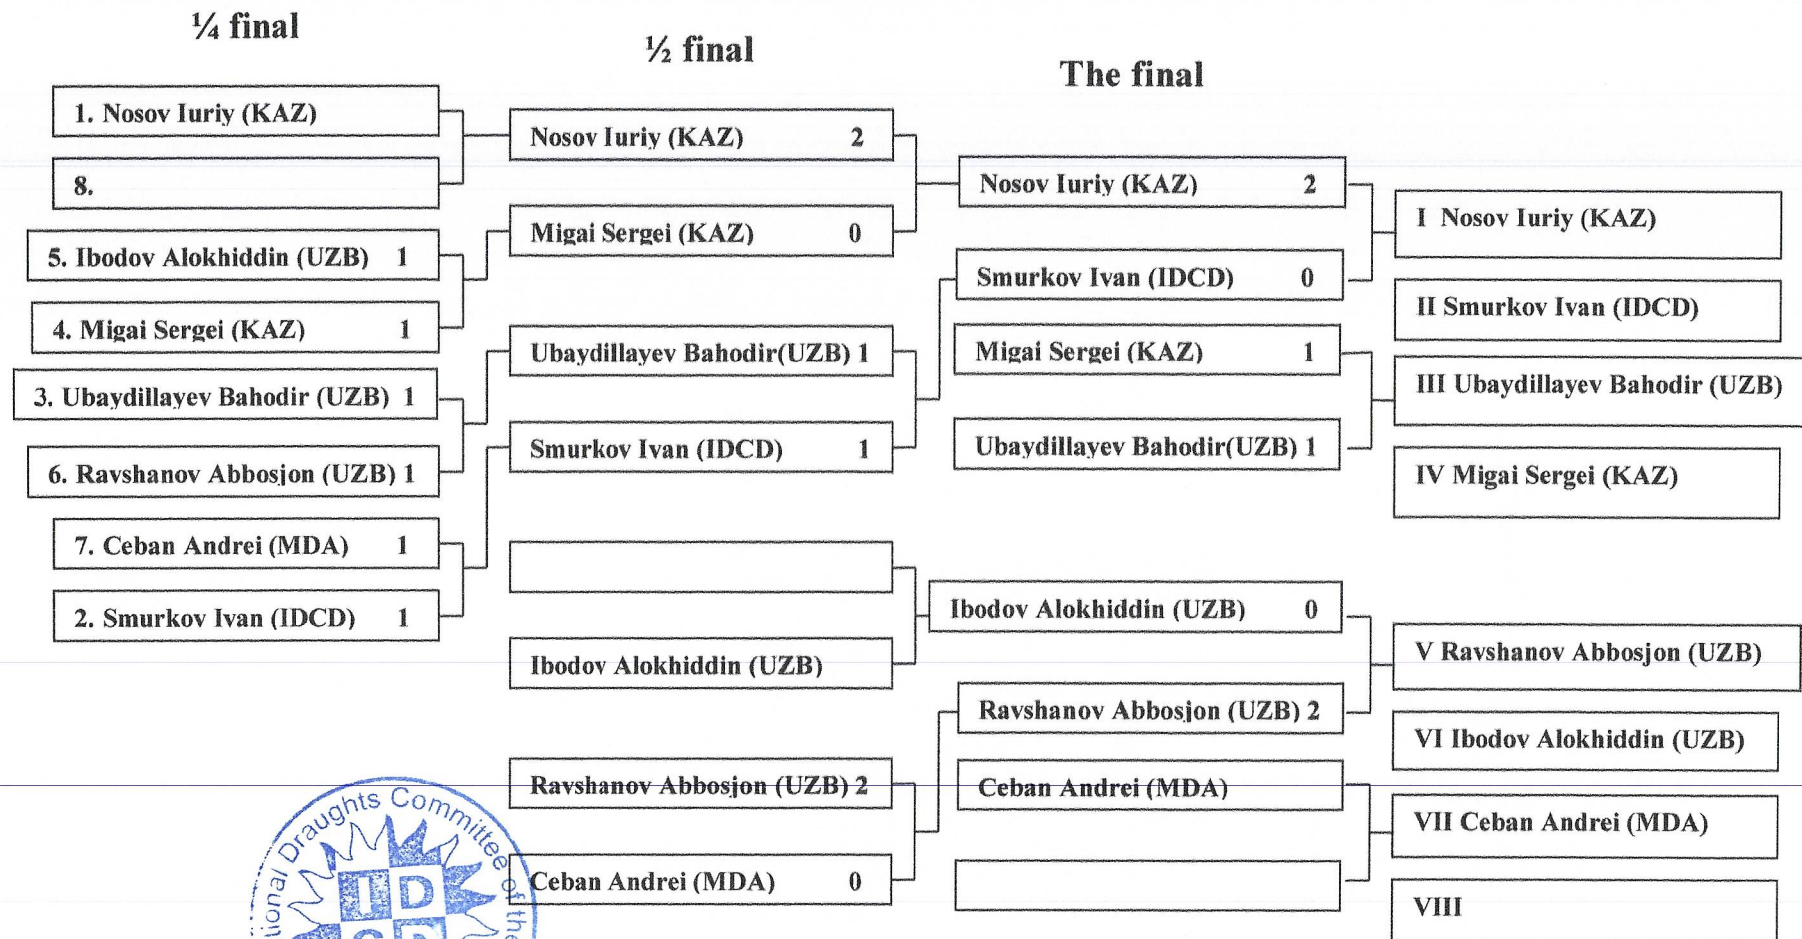 ¼ final
1. Nosov Iuriy (KAZ)
8.
5. Ibodov Alokhiddin (UZB) 1
4. Migai Sergei (KAZ) 1
3. Ubaydillayev Bahodir (UZB) 1
6. Ravshanov Abbosjon (UZB) 1
7. Ceban Andrei (MDA) 1
2. Smurkov Ivan (IDCD) 1
½ final
Nosov Iuriy (KAZ) 2
Migai Sergei (KAZ) 0
Ubaydillayev Bahodir(UZB) 1
Smurkov Ivan (IDCD) 1
Ibodov Alokhiddin (UZB)
Ravshanov Abbosjon (UZB) 2
Ceban Andrei (MDA) 0
The final
Nosov Iuriy (KAZ) 2
Smurkov Ivan (IDCD) 0
Migai Sergei (KAZ) 1
Ubaydillayev Bahodir(UZB) 1
Ibodov Alokhiddin (UZB) 0
Ravshanov Abbosjon (UZB) 2
Ceban Andrei (MDA)
I Nosov Iuriy (KAZ)
II Smurkov Ivan (IDCD)
III Ubaydillayev Bahodir (UZB)
IV Migai Sergei (KAZ)
V Ravshanov Abbosjon (UZB)
VI Ibodov Alokhiddin (UZB)
VII Ceban Andrei (MDA)
VIII
tional Draughts Committee of the
ID
CD